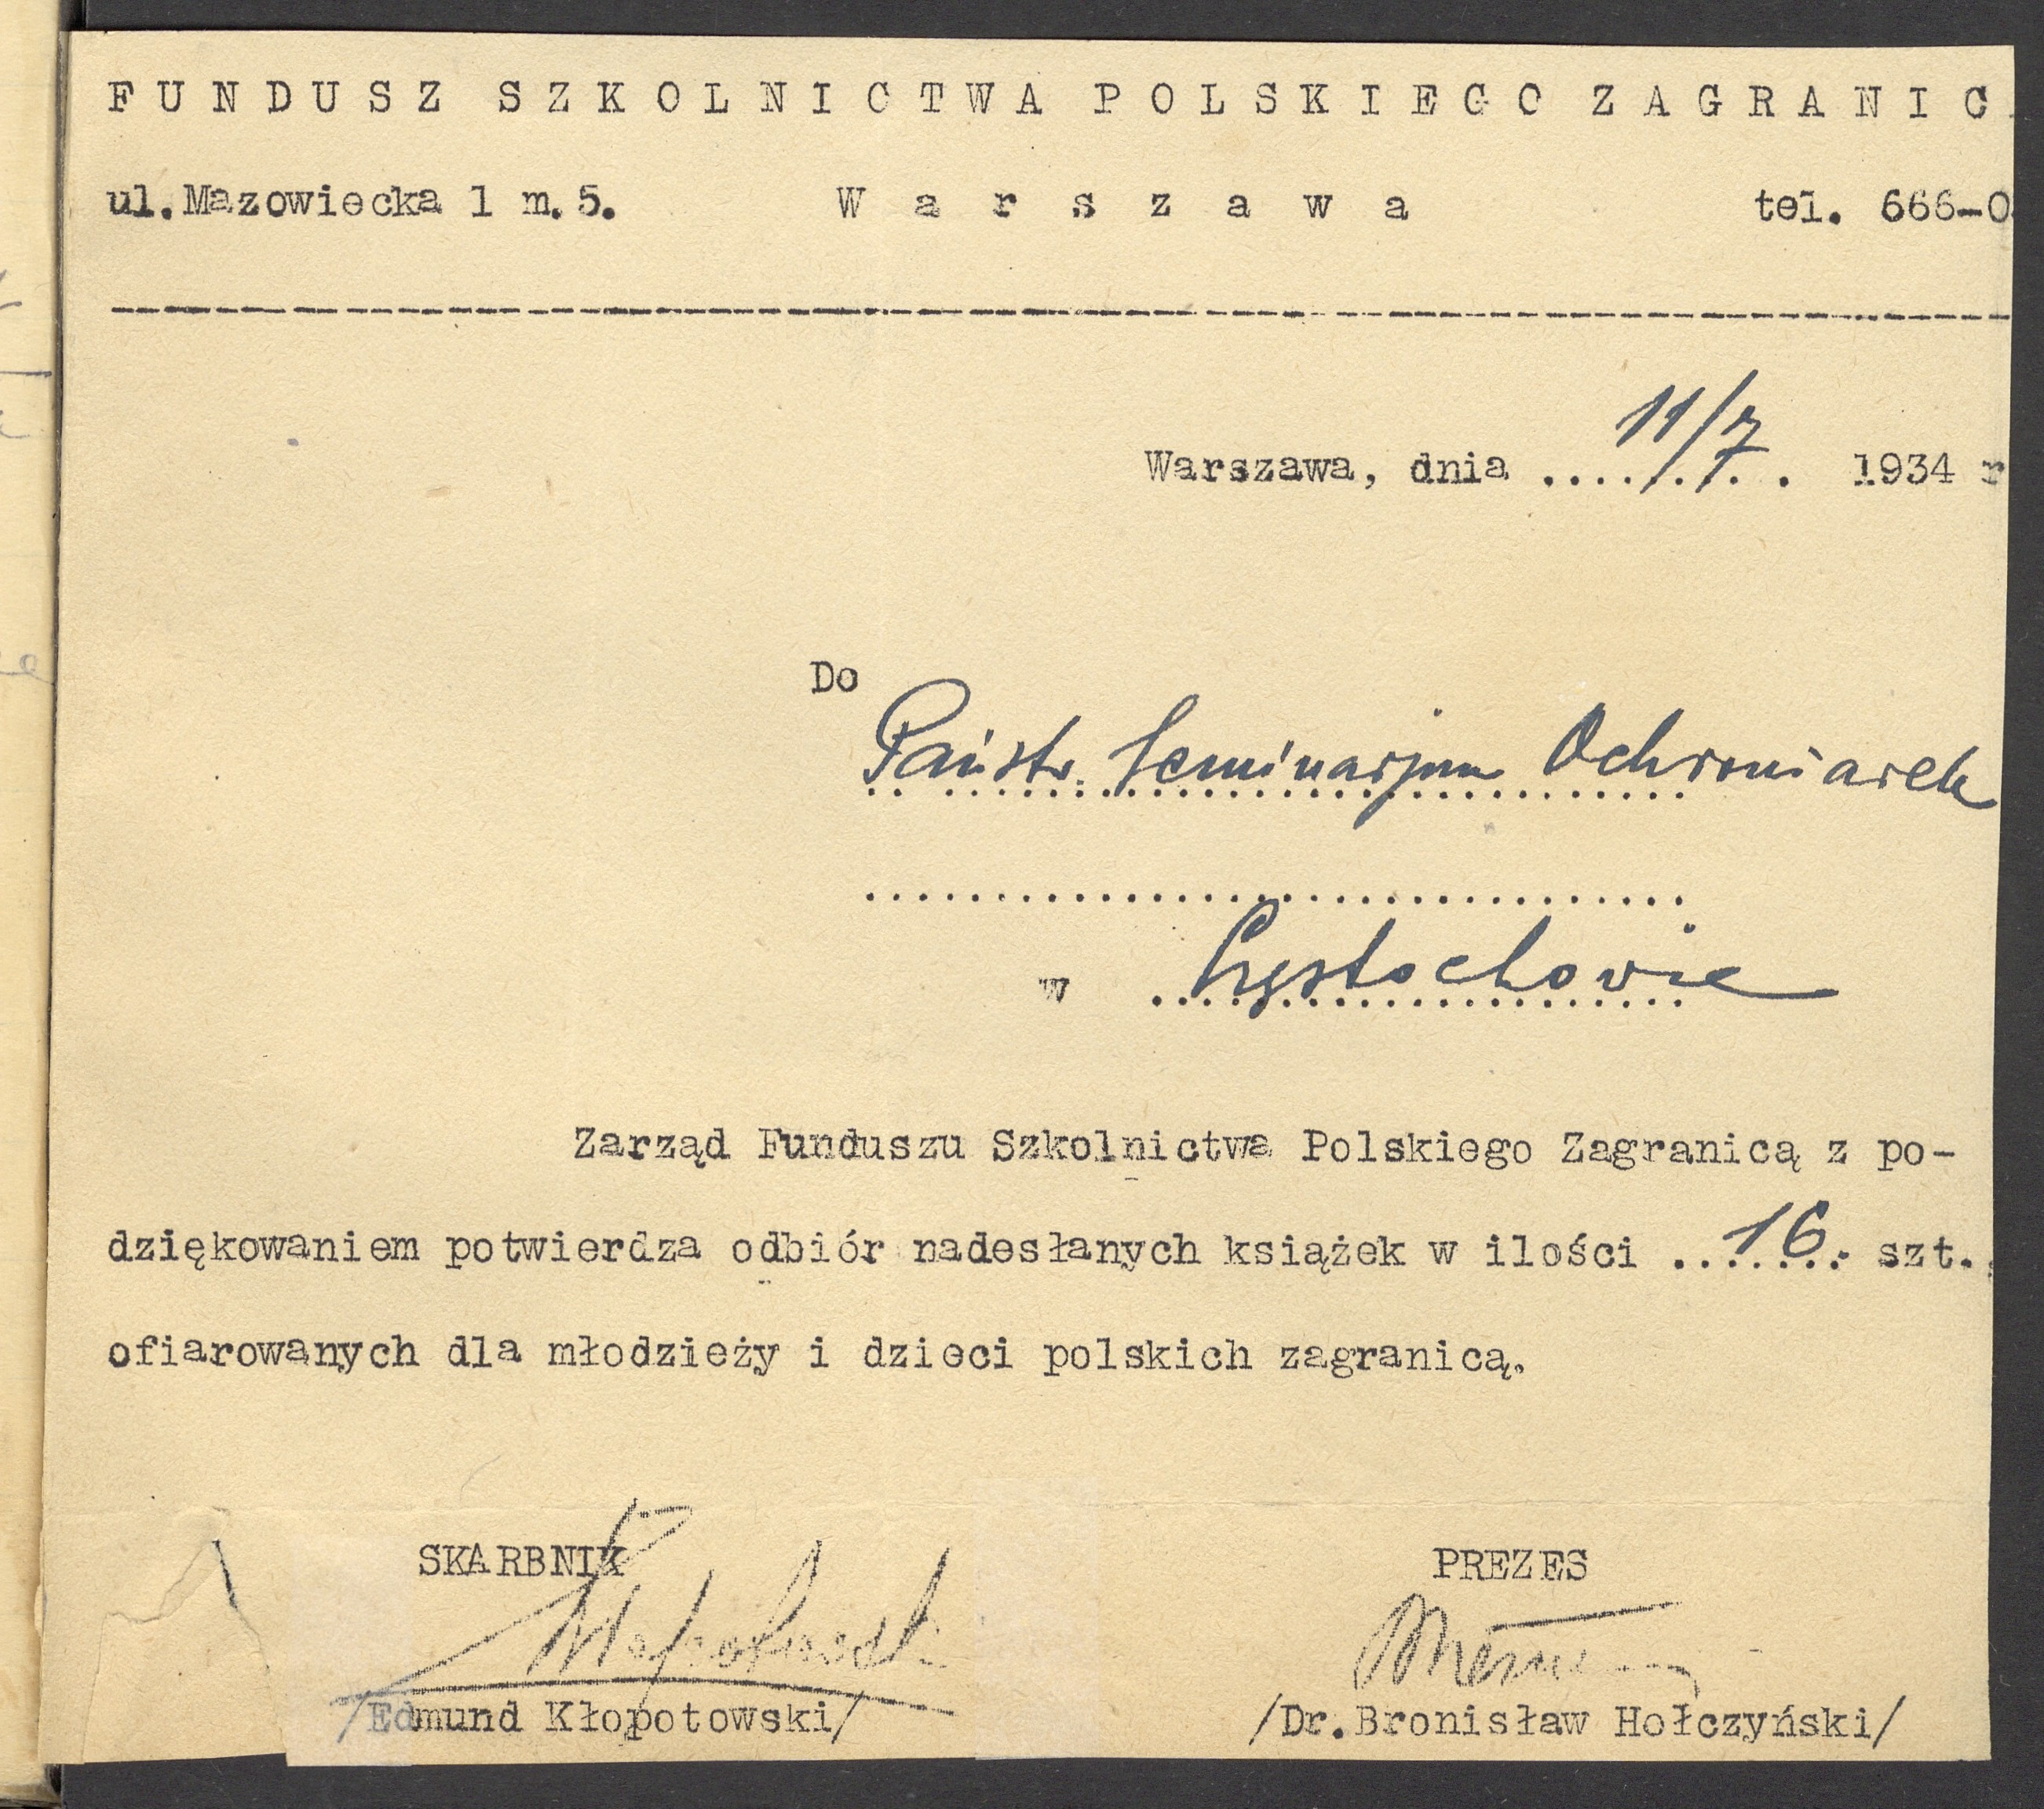 FUNDUSZ SZKOLNICTWA POLSKIEGO ZAGRANIC
ul. Mazowiecka 1 m. 5. Warszawa tel. 666-0
Warszawa, dnia ....11/7.. 1934 r
Do
Państw. Seminarjum Ochroniarek
w Częstochowie
Zarząd Funduszu Szkolnictwa Polskiego Zagranicą z po-
dziękowaniem potwierdza odbiór nadesłanych książek w ilości ..16.. szt.
ofiarowanych dla młodzieży i dzieci polskich zagranicą.
SKARBNIK PREZES
/Edmund Kłopotowski/ /Dr. Bronisław Hołczyński/